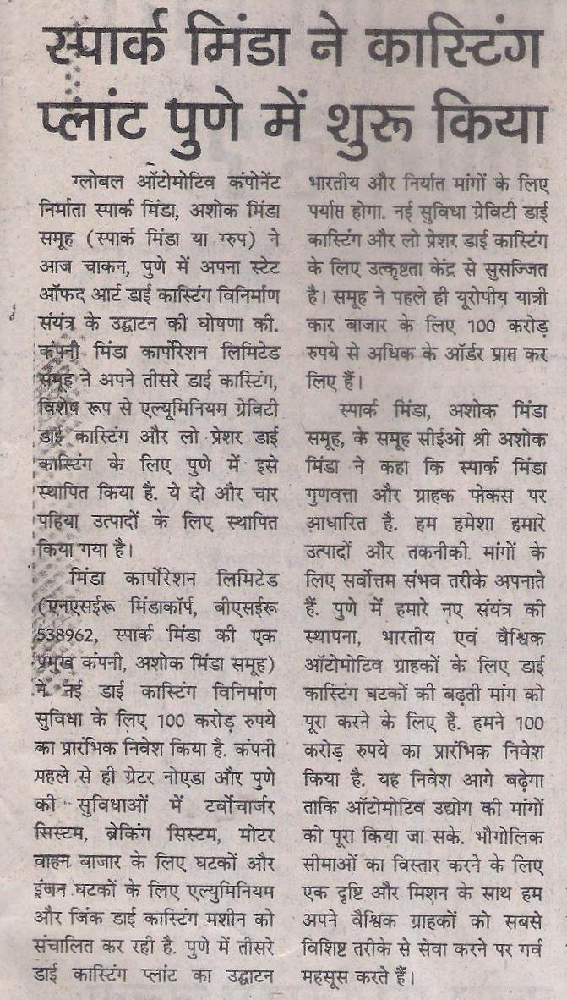 स्पार्क मिंडा ने कास्टिंग
प्लांट पुणे में शुरू किया
ग्लोबल ऑटोमोटिव कंपोनेंट
निर्माता स्पार्क मिंडा, अशोक मिंडा
समूह (स्पार्क मिंडा या ग्रुप) ने
आज चाकन, पुणे में अपना स्टेट
ऑफद आर्ट डाई कास्टिंग विनिर्माण
संयंत्र के उद्घाटन की घोषणा की.
कंपनी मिंडा कार्पोरेशन लिमिटेड
समूह ने अपने तीसरे डाई कास्टिंग,
विशेष रूप से एल्यूमिनियम ग्रेविटी
डाई कास्टिंग और लो प्रेशर डाई
कास्टिंग के लिए पुणे में इसे
स्थापित किया है. ये दो और चार
पहिया उत्पादों के लिए स्थापित
किया गया है।
मिंडा कार्पोरेशन लिमिटेड
(एनएसईरू मिंडाकॉर्प, बीएसईरू
538962, स्पार्क मिंडा की एक
प्रमुख कंपनी, अशोक मिंडा समूह)
ने नई डाई कास्टिंग विनिर्माण
सुविधा के लिए 100 करोड़ रुपये
का प्रारंभिक निवेश किया है. कंपनी
पहले से ही ग्रेटर नोएडा और पुणे
की सुविधाओं में टर्बोचार्जर
सिस्टम, ब्रेकिंग सिस्टम, मोटर
वाहन बाजार के लिए घटकों और
इंजन घटकों के लिए एल्युमिनियम
और जिंक डाई कास्टिंग मशीन को
संचालित कर रही है. पुणे में तीसरे
डाई कास्टिंग प्लांट का उद्घाटन
भारतीय और निर्यात मांगों के लिए
पर्याप्त होगा. नई सुविधा ग्रेविटी डाई
कास्टिंग और लो प्रेशर डाई कास्टिंग
के लिए उत्कृष्टता केंद्र से सुसज्जित
है। समूह ने पहले ही यूरोपीय यात्री
कार बाजार के लिए 100 करोड़
रुपये से अधिक के ऑर्डर प्राप्त कर
लिए हैं।
स्पार्क मिंडा, अशोक मिंडा
समूह, के समूह सीईओ श्री अशोक
मिंडा ने कहा कि स्पार्क मिंडा
गुणवत्ता और ग्राहक फोकस पर
आधारित है. हम हमेशा हमारे
उत्पादों और तकनीकी मांगों के
लिए सर्वोत्तम संभव तरीके अपनाते
हैं. पुणे में हमारे नए संयंत्र की
स्थापना, भारतीय एवं वैश्विक
ऑटोमोटिव ग्राहकों के लिए डाई
कास्टिंग घटकों की बढ़ती मांग को
पूरा करने के लिए है. हमने 100
करोड़ रुपये का प्रारंभिक निवेश
किया है. यह निवेश आगे बढ़ेगा
ताकि ऑटोमोटिव उद्योग की मांगों
को पूरा किया जा सके. भौगोलिक
सीमाओं का विस्तार करने के लिए
एक दृष्टि और मिशन के साथ हम
अपने वैश्विक ग्राहकों को सबसे
विशिष्ट तरीके से सेवा करने पर गर्व
महसूस करते हैं।